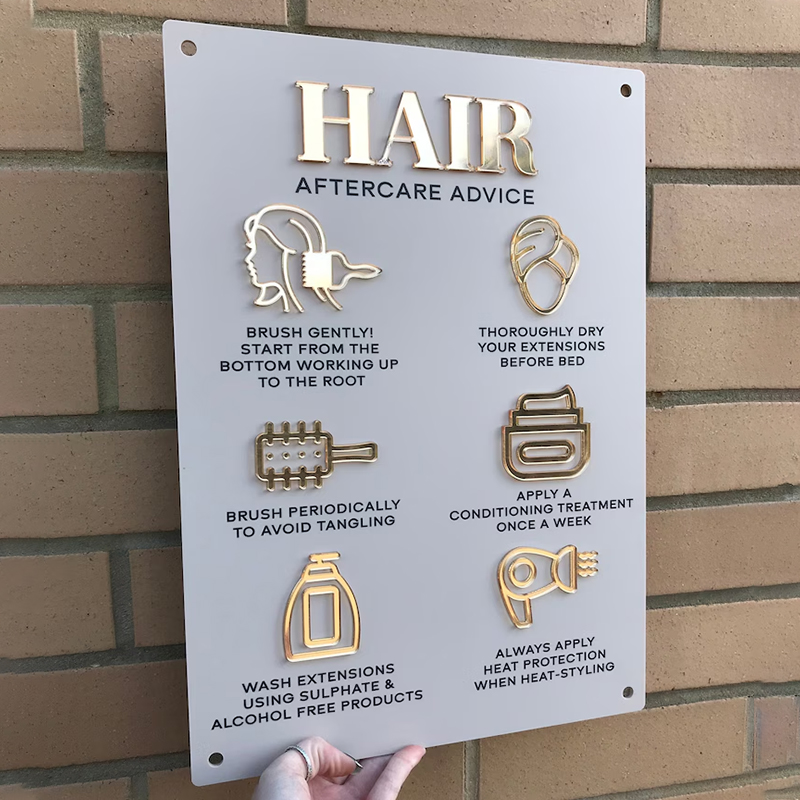 HAIR
AFTERCARE ADVICE
BRUSH GENTLY!
START FROM THE
BOTTOM WORKING UP
TO THE ROOT
THOROUGHLY DRY
YOUR EXTENSIONS
BEFORE BED
BRUSH PERIODICALLY
TO AVOID TANGLING
APPLY A
CONDITIONING TREATMENT
ONCE A WEEK
WASH EXTENSIONS
USING SULPHATE &
ALCOHOL FREE PRODUCTS
ALWAYS APPLY
HEAT PROTECTION
WHEN HEAT-STYLING